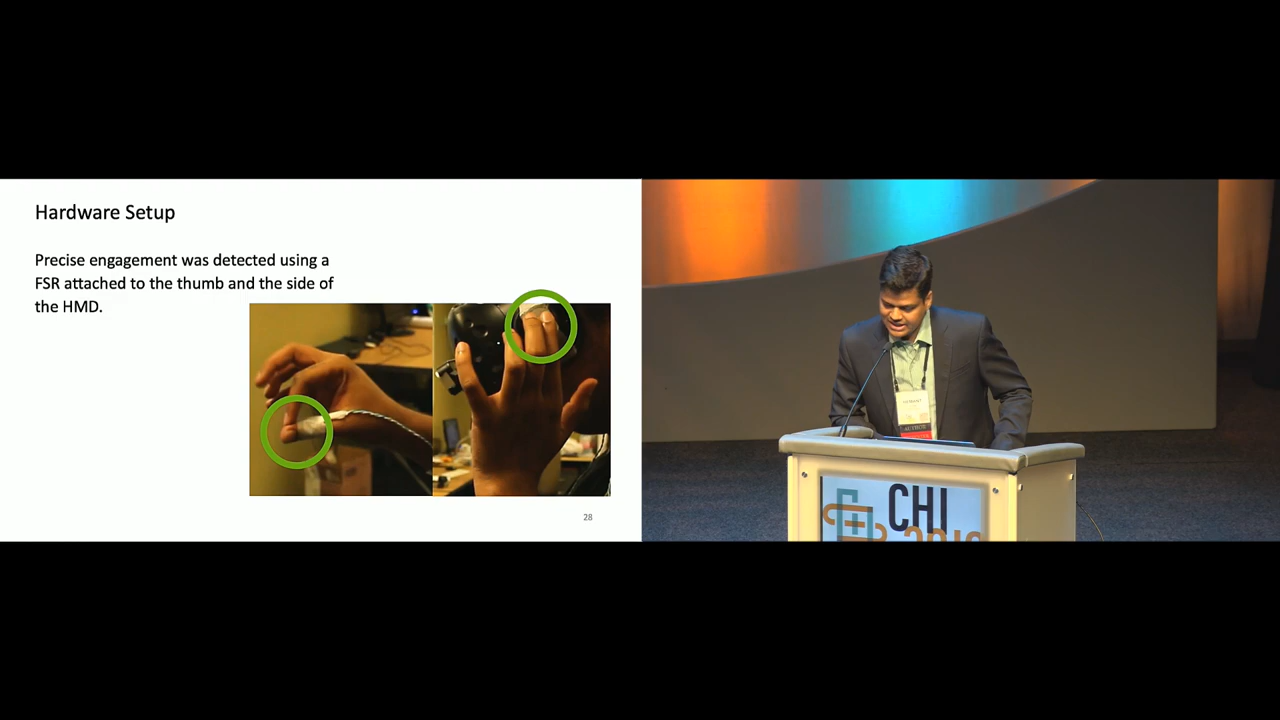 Hardware Setup
Precise engagement was detected using a
FSR attached to the thumb and the side of
the HMD.
28
AUTHOR
CHI